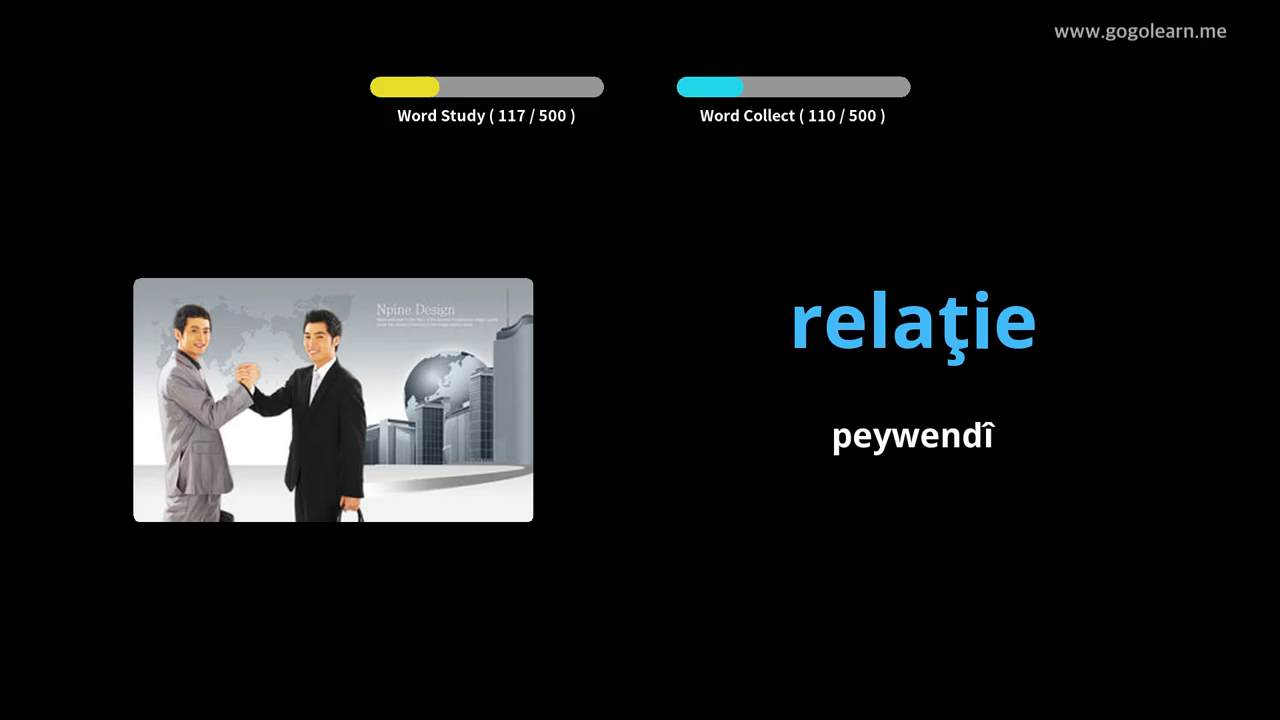 www.gogolearn.me
Word Study ( 117 / 500 )
Word Collect ( 110 / 500 )
Npine Design
relaţie
peywendî